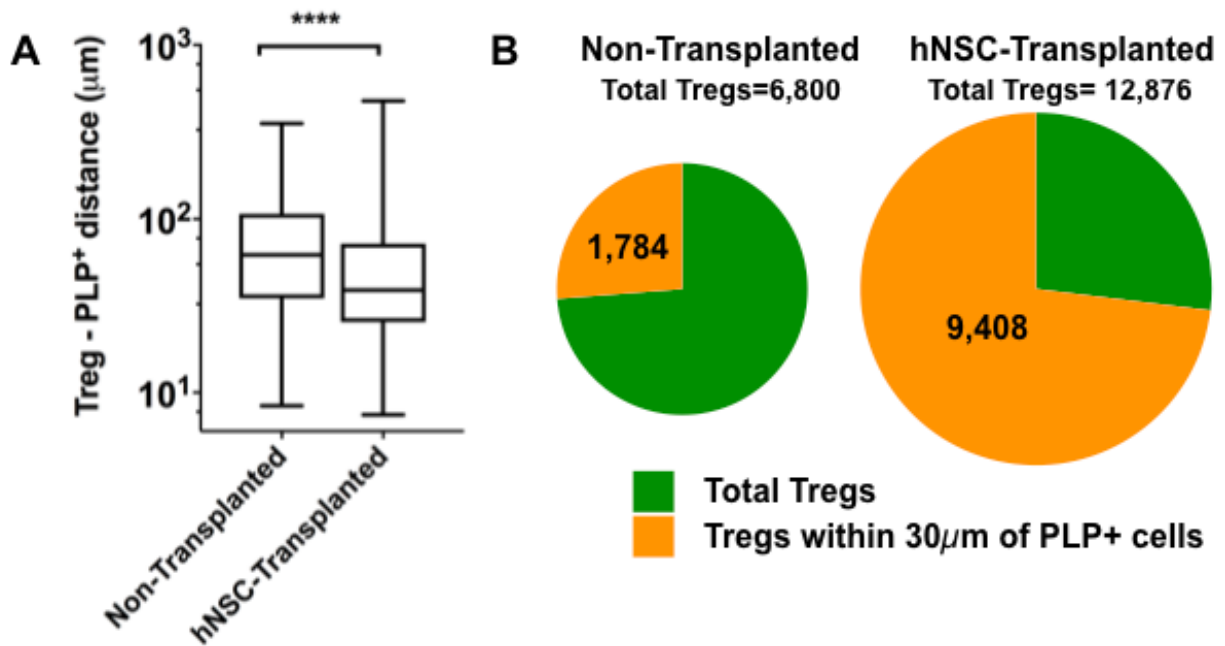 A
Treg - PLP⁺ distance (μm)
10³
10²
10¹
****
Non-Transplanted
hNSC-Transplanted
B
Non-Transplanted
Total Tregs=6,800
1,784
hNSC-Transplanted
Total Tregs= 12,876
9,408
Total Tregs
Tregs within 30μm of PLP+ cells